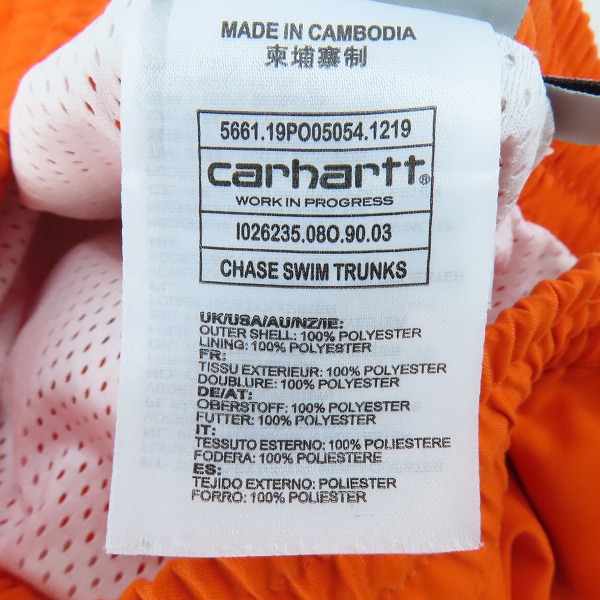 MADE IN CAMBODIA
柬埔寨制
5661.19PO05054.1219
carhartt®
WORK IN PROGRESS
I026235.08O.90.03
CHASE SWIM TRUNKS
UK/USA/AU/NZ/IE:
OUTER SHELL: 100% POLYESTER
LINING: 100% POLYESTER
FR:
TISSU EXTERIEUR: 100% POLYESTER
DOUBLURE: 100% POLYESTER
DE/AT:
OBERSTOFF: 100% POLYESTER
FUTTER: 100% POLYESTER
IT:
TESSUTO ESTERNO: 100% POLIESTERE
FODERA: 100% POLIESTERE
ES:
TEJIDO EXTERNO: 100% POLIESTER
FORRO: 100% POLIESTER